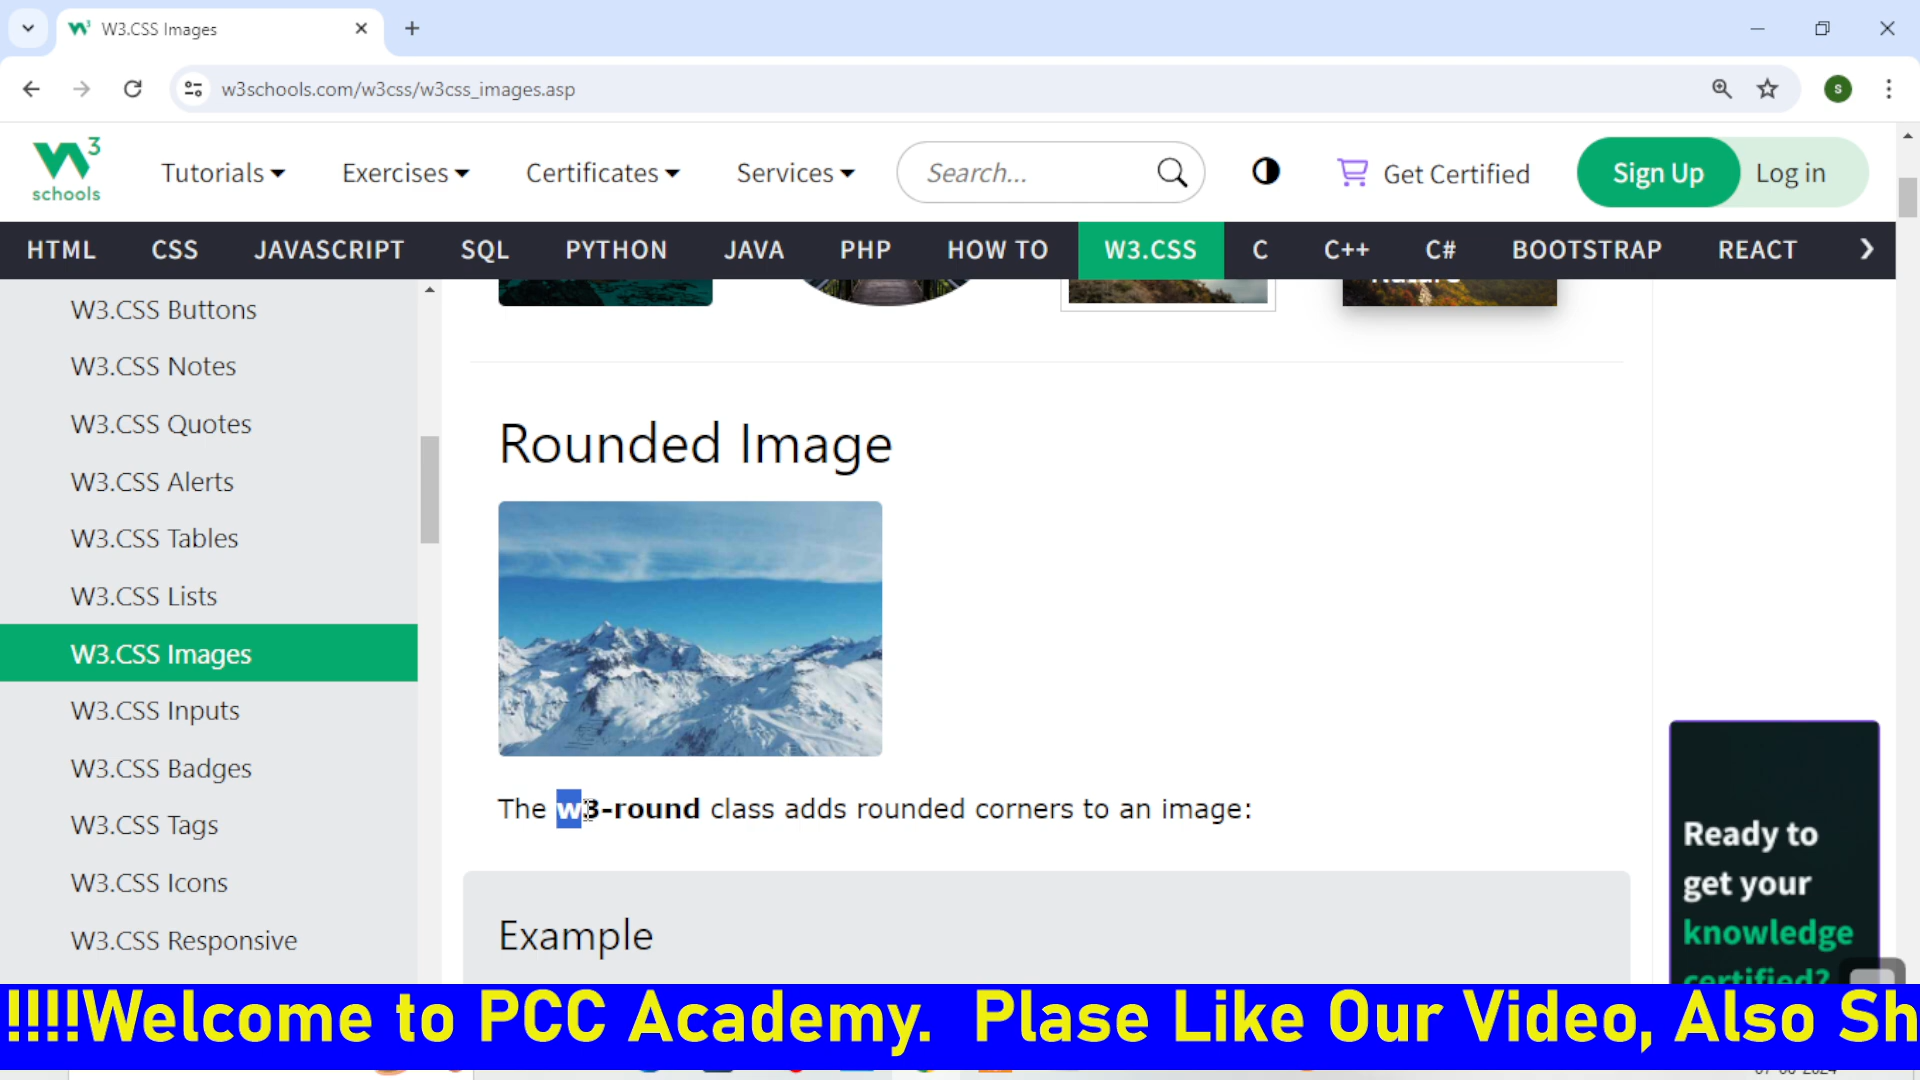 W3.CSS Images
w3schools.com/w3css/w3css_images.asp
S
W 3
schools
Tutorials
Exercises
Certificates
Services
Search...
Get Certified
Sign Up
Log in
HTML
CSS
JAVASCRIPT
SQL
PYTHON
JAVA
PHP
HOW TO
W3.CSS
C
C++
C#
BOOTSTRAP
REACT
W3.CSS Buttons
W3.CSS Notes
W3.CSS Quotes
W3.CSS Alerts
W3.CSS Tables
W3.CSS Lists
W3.CSS Images
W3.CSS Inputs
W3.CSS Badges
W3.CSS Tags
W3.CSS Icons
W3.CSS Responsive
Rounded Image
The w3-round class adds rounded corners to an image:
Example
Ready to
get your
knowledge
certified?
!!!!Welcome to PCC Academy. Plase Like Our Video, Also Sh